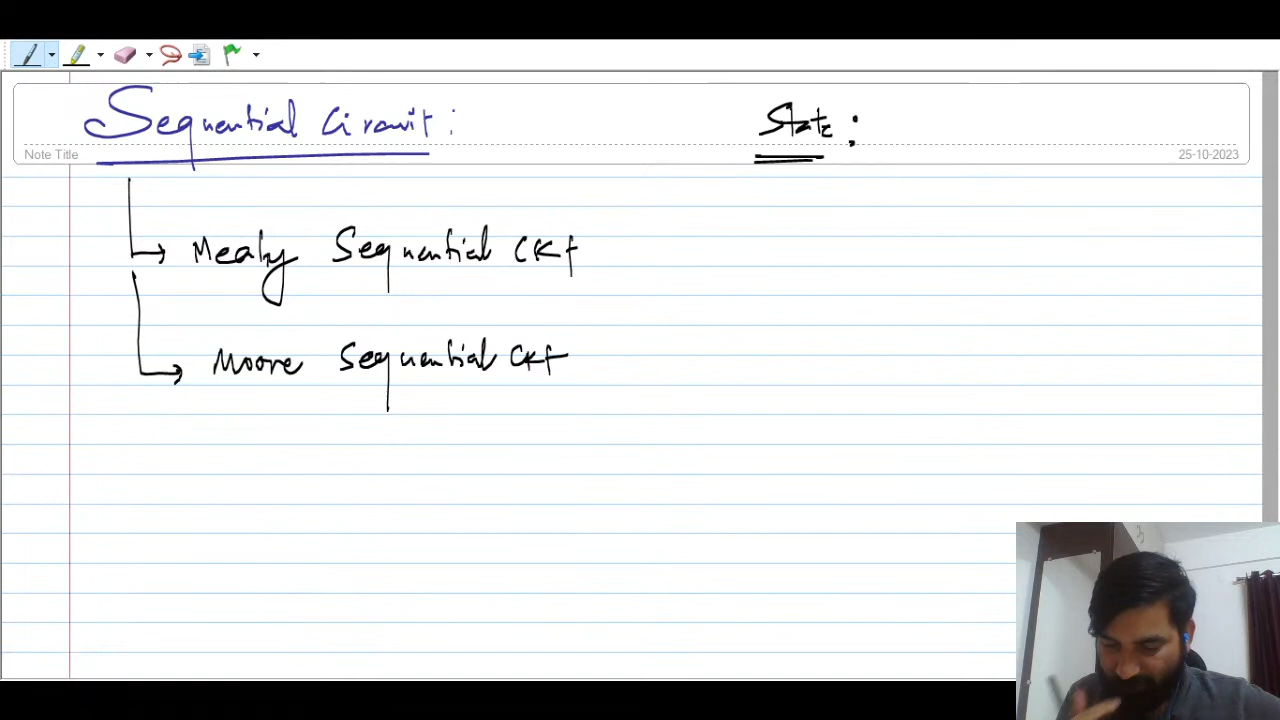 Sequential Circuit:
State:
Note Title
25-10-2023
Mealy Sequential CKt
Moore Sequential CKt